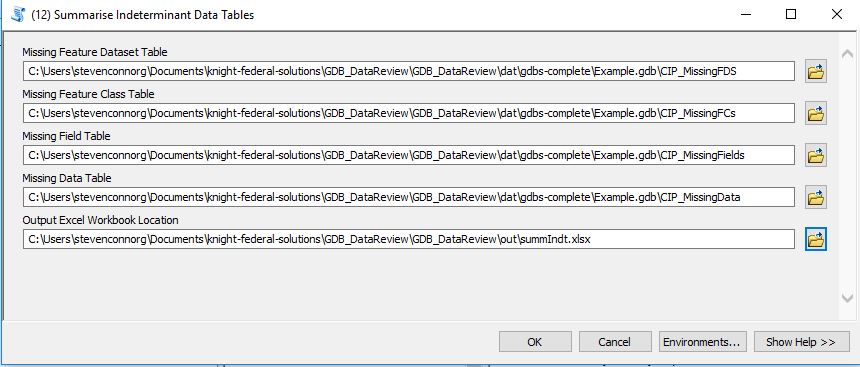 (12) Summarise Indeterminant Data Tables
Missing Feature Dataset Table
C:\Users\stevenconnorg\Documents\knight-federal-solutions\GDB_DataReview\GDB_DataReview\dat\gdbs-complete\Example.gdb\CIP_MissingFDS
Missing Feature Class Table
C:\Users\stevenconnorg\Documents\knight-federal-solutions\GDB_DataReview\GDB_DataReview\dat\gdbs-complete\Example.gdb\CIP_MissingFCs
Missing Field Table
C:\Users\stevenconnorg\Documents\knight-federal-solutions\GDB_DataReview\GDB_DataReview\dat\gdbs-complete\Example.gdb\CIP_MissingFields
Missing Data Table
C:\Users\stevenconnorg\Documents\knight-federal-solutions\GDB_DataReview\GDB_DataReview\dat\gdbs-complete\Example.gdb\CIP_MissingData
Output Excel Workbook Location
C:\Users\stevenconnorg\Documents\knight-federal-solutions\GDB_DataReview\GDB_DataReview\out\summIndt.xlsx
OK Cancel Environments... Show Help >>